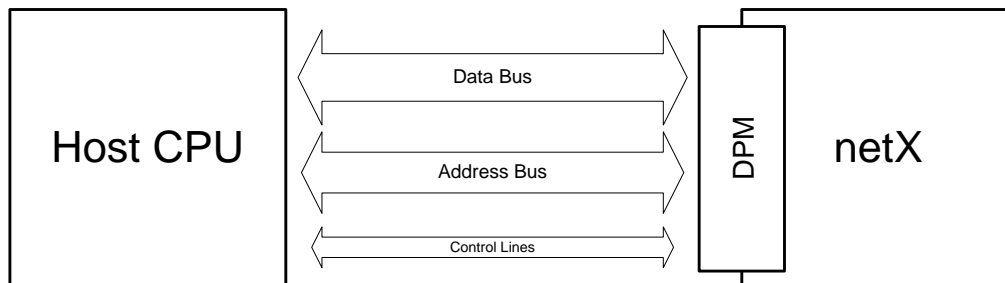 Host CPU
Data Bus
Address Bus
Control Lines
DPM
netX